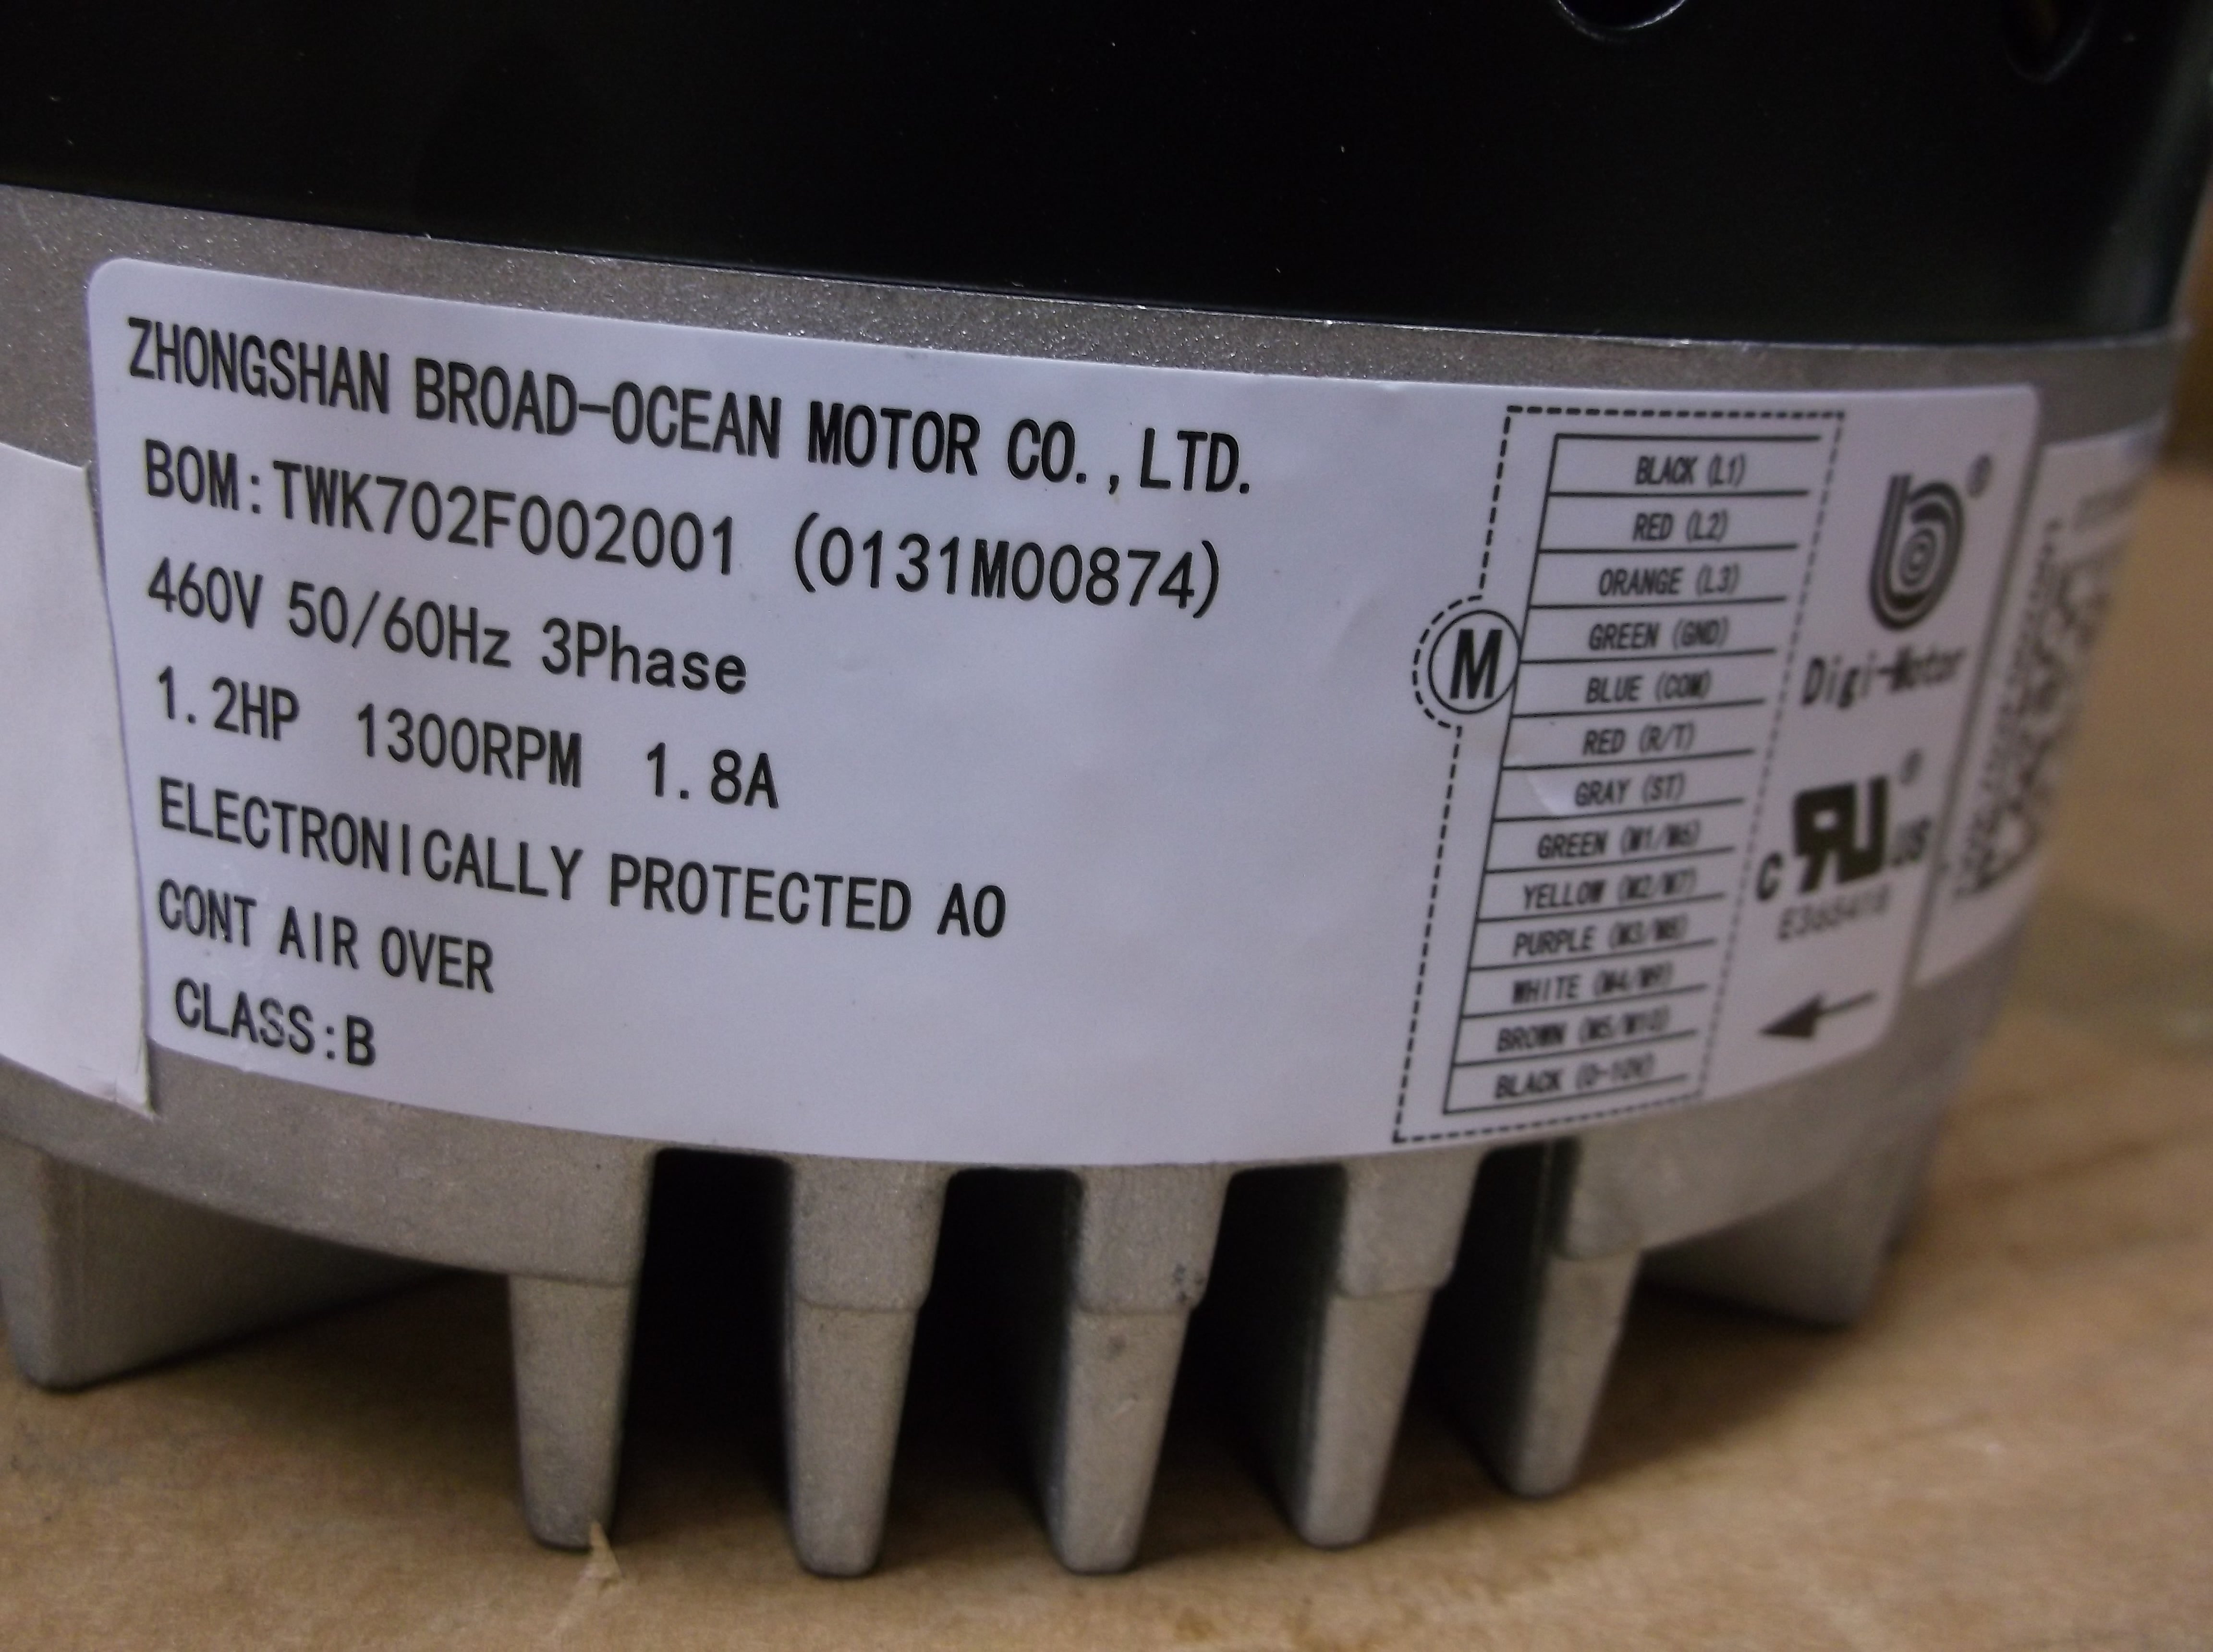 ZHONGSHAN BROAD-OCEAN MOTOR CO.,LTD.
BOM:TWK702F002001 (0131M00874)
460V 50/60Hz 3Phase
1.2HP 1300RPM 1.8A
ELECTRONICALLY PROTECTED AO
CONT AIR OVER
CLASS:B
M
BLACK (L1)
RED (L2)
ORANGE (L3)
GREEN (GND)
BLUE (COM)
RED (R/T)
GRAY (ST)
GREEN (M1/M6)
YELLOW (M2/M7)
PURPLE (M3/M8)
WHITE (M4/M9)
BROWN (M5/M10)
BLACK (0-10V)
b®
Digi-Motor
C RU US ®